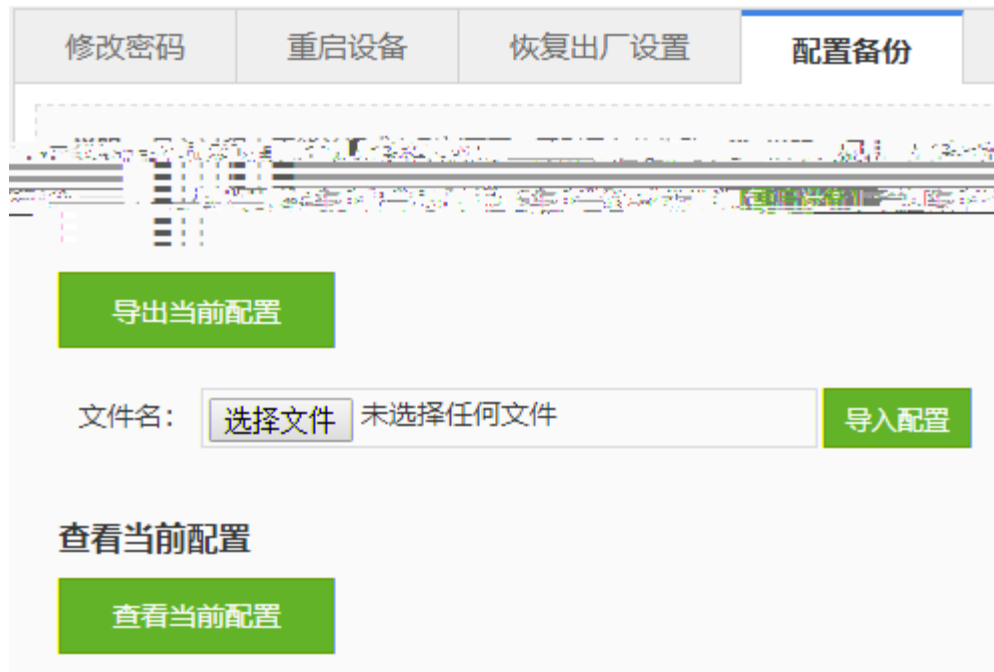 修改密码 重启设备 恢复出厂设置 配置备份
导出当前配置
文件名： 选择文件 未选择任何文件 导入配置
查看当前配置
查看当前配置